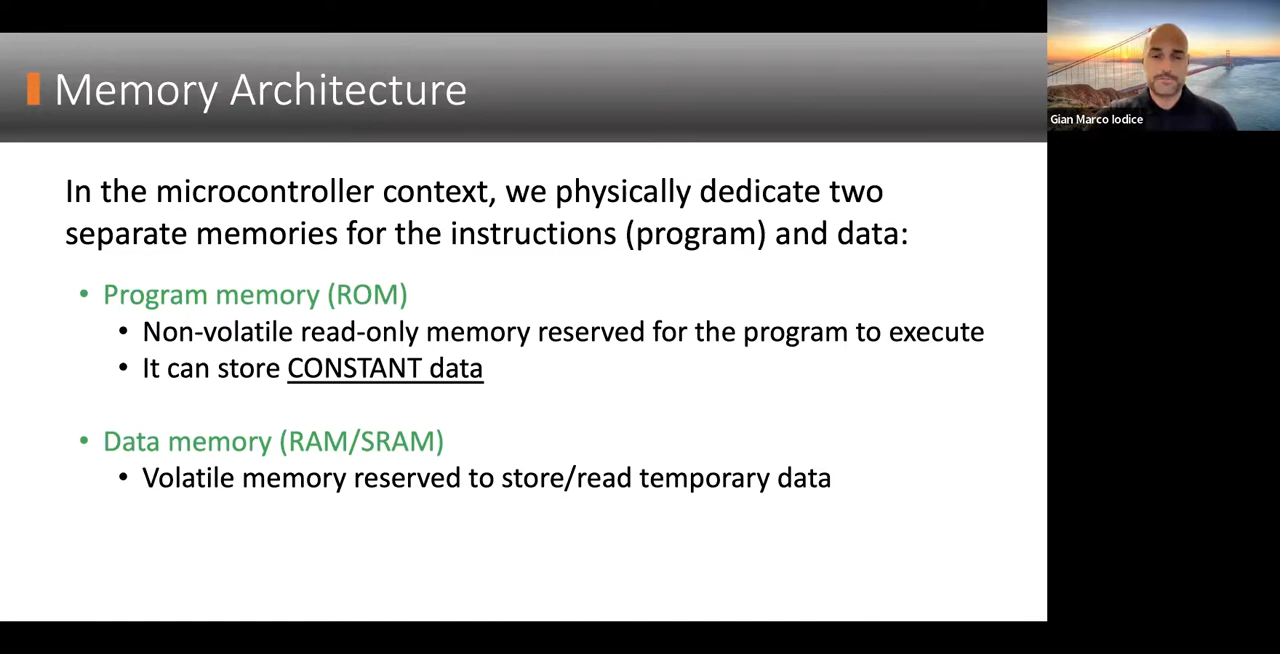 Memory Architecture
Gian Marco Iodice
In the microcontroller context, we physically dedicate two
separate memories for the instructions (program) and data:
• Program memory (ROM)
• Non-volatile read-only memory reserved for the program to execute
• It can store CONSTANT data
• Data memory (RAM/SRAM)
• Volatile memory reserved to store/read temporary data